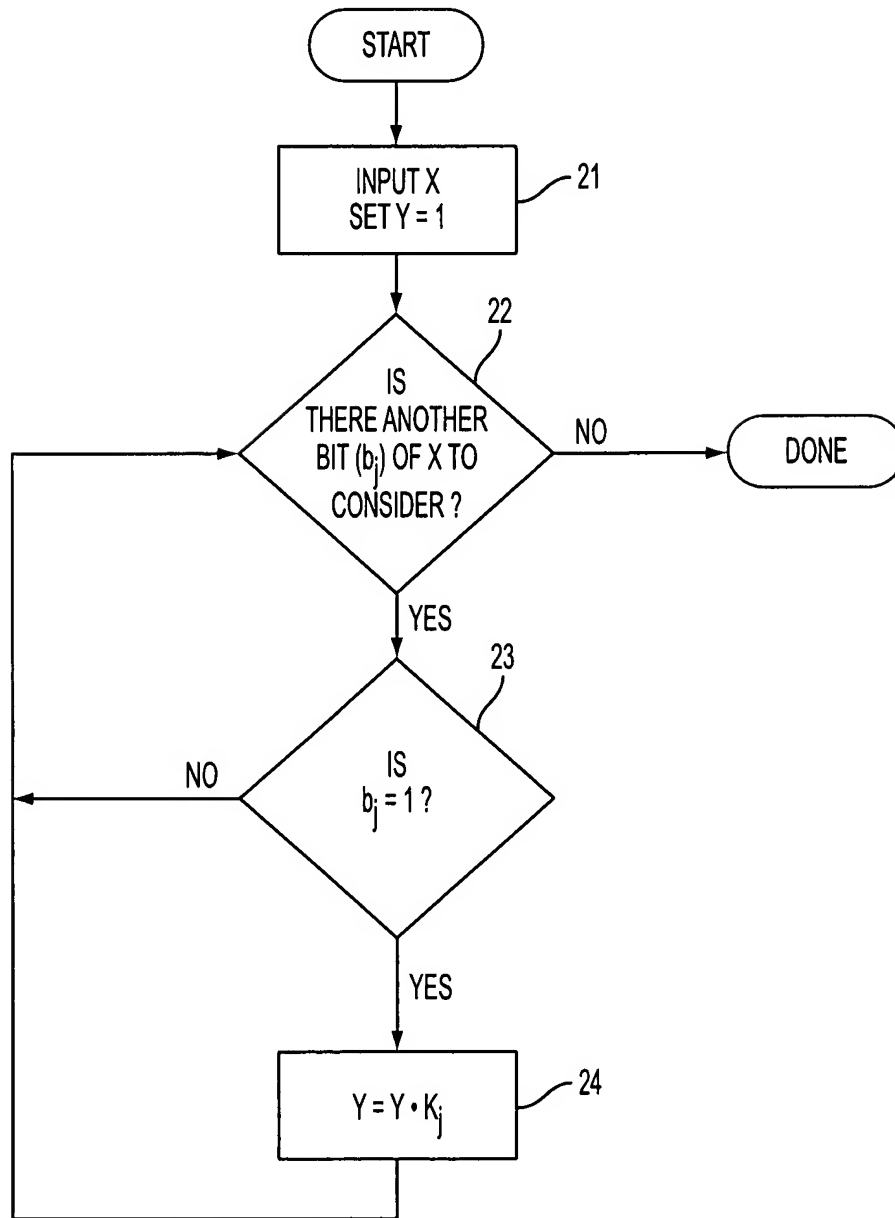 START
INPUT X
SET Y = 1
21
22
IS
THERE ANOTHER
BIT (bj) OF X TO
CONSIDER ?
NO
DONE
YES
23
IS
bj = 1 ?
NO
YES
Y = Y • Kj
24